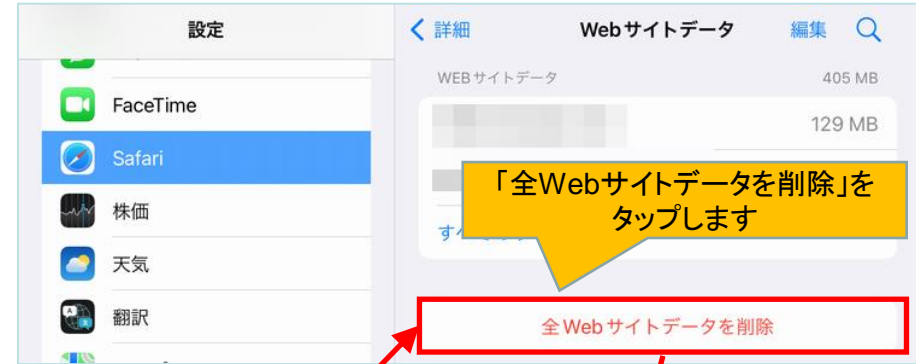 設定
詳細
Webサイトデータ
編集
WEBサイトデータ
405 MB
129 MB
FaceTime
Safari
株価
天気
翻訳
「全Webサイトデータを削除」を
タップします
全Webサイトデータを削除